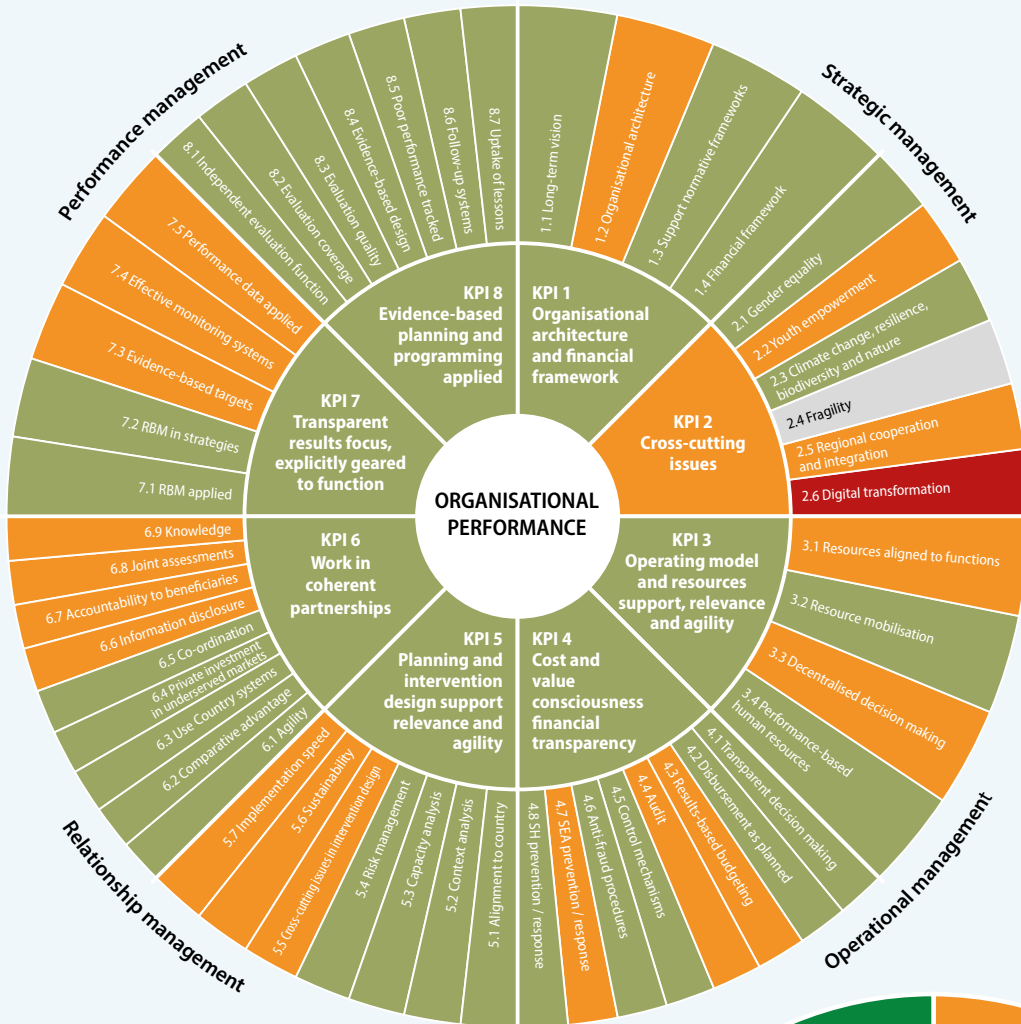 Performance management
Strategic management
Operational management
Relationship management
ORGANISATIONAL
PERFORMANCE
KPI 1
Organisational
architecture
and financial
framework
1.1 Long-term vision
1.2 Organisational architecture
1.3 Support normative frameworks
1.4 Financial framework
KPI 2
Cross-cutting
issues
2.1 Gender equality
2.2 Youth empowerment
2.3 Climate change, resilience,
biodiversity and nature
2.4 Fragility
2.5 Regional cooperation
and integration
2.6 Digital transformation
KPI 3
Operating model
and resources
support, relevance
and agility
3.1 Resources aligned to functions
3.2 Resource mobilisation
3.3 Decentralised decision making
3.4 Performance-based
human resources
KPI 4
Cost and
value
consciousness
financial
transparency
4.1 Transparent decision making
4.2 Disbursement as planned
4.3 Results-based budgeting
4.4 Audit
4.5 Control mechanisms
4.6 Anti-fraud procedures
4.7 SEA prevention / response
4.8 SH prevention / response
KPI 5
Planning and
intervention
design support
relevance and
agility
5.1 Alignment to country
5.2 Context analysis
5.3 Capacity analysis
5.4 Risk management
5.5 Cross-cutting issues in intervention design
5.6 Sustainability
5.7 Implementation speed
KPI 6
Work in
coherent
partnerships
6.1 Agility
6.2 Comparative advantage
6.3 Use Country systems
6.4 Private investment
in underserved markets
6.5 Co-ordination
6.6 Information disclosure
6.7 Accountability to beneficiaries
6.8 Joint assessments
6.9 Knowledge
KPI 7
Transparent
results focus,
explicitly geared
to function
7.1 RBM applied
7.2 RBM in strategies
7.3 Evidence-based targets
7.4 Effective monitoring systems
7.5 Performance data applied
KPI 8
Evidence-based
planning and
programming
applied
8.1 Independent evaluation function
8.2 Evaluation coverage
8.3 Evaluation quality
8.4 Evidence-based design
8.5 Poor performance tracked
8.6 Follow-up systems
8.7 Uptake of lessons